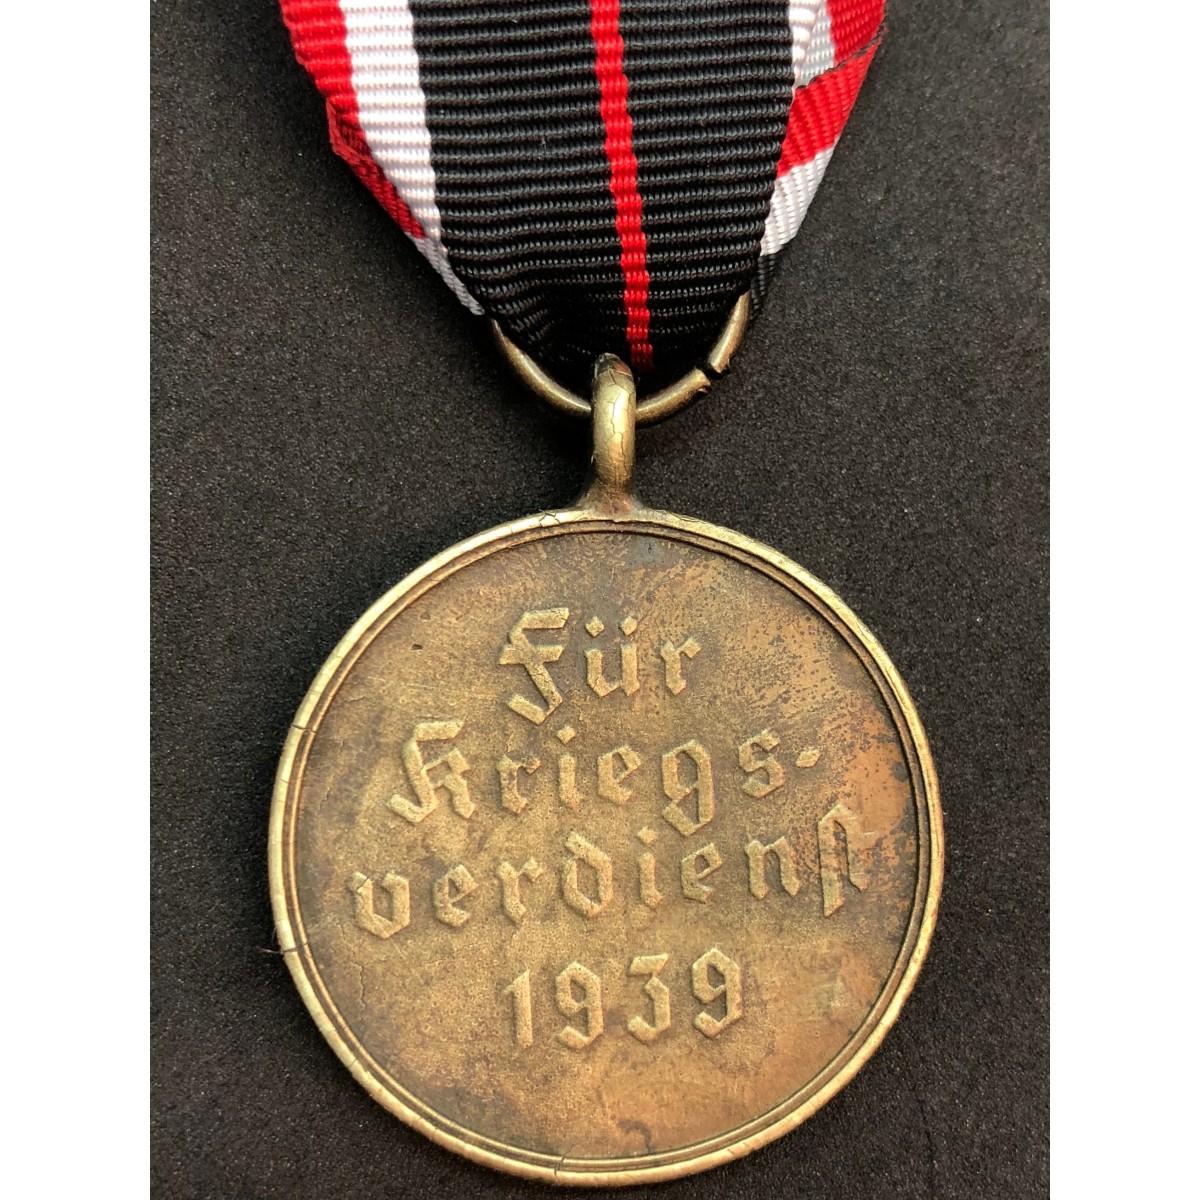 Für
Kriegs-
verdienst
1939